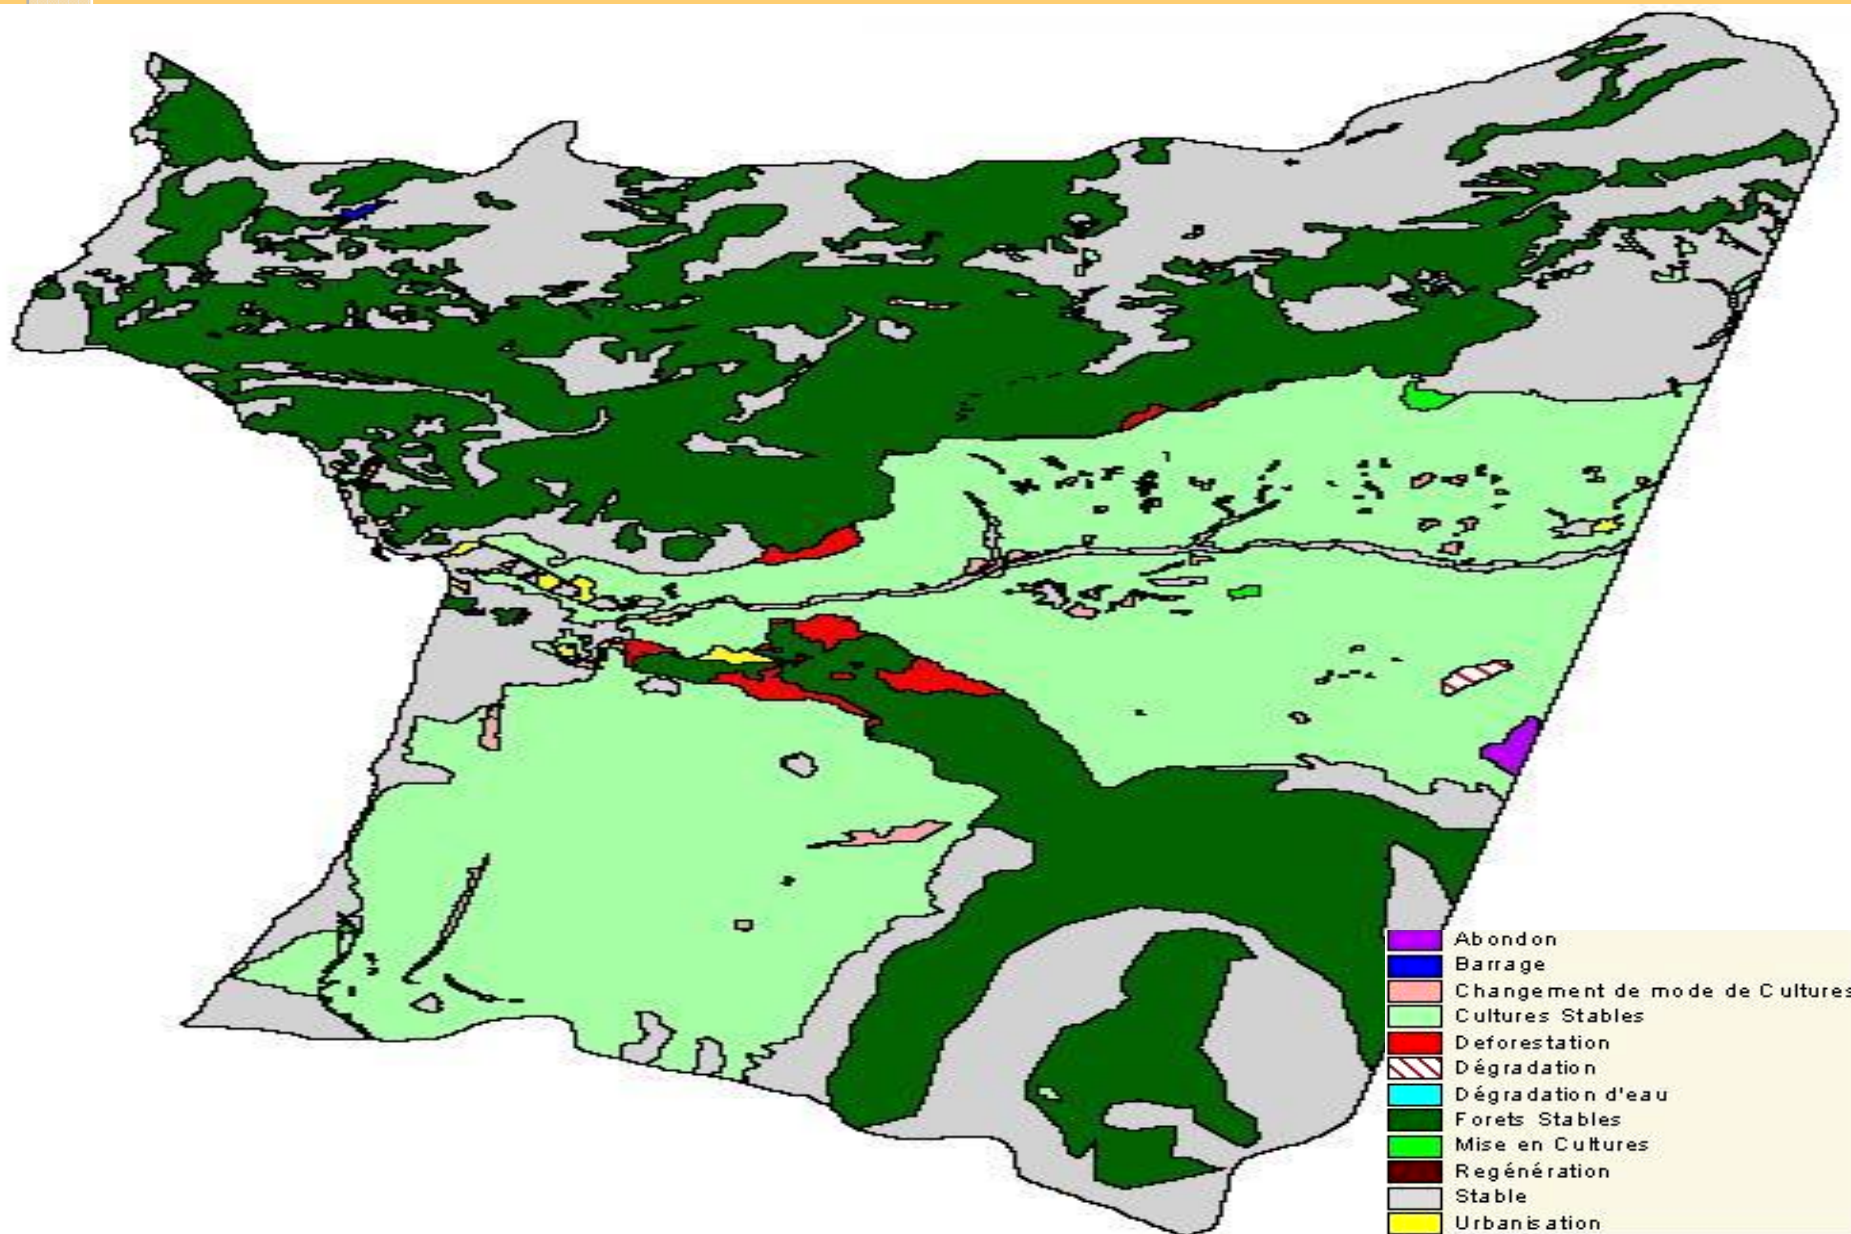 Abondon
Barrage
Changement de mode de Cultures
Cultures Stables
Deforestation
Dégradation
Dégradation d'eau
Forets Stables
Mise en Cultures
Regénération
Stable
Urbanisation